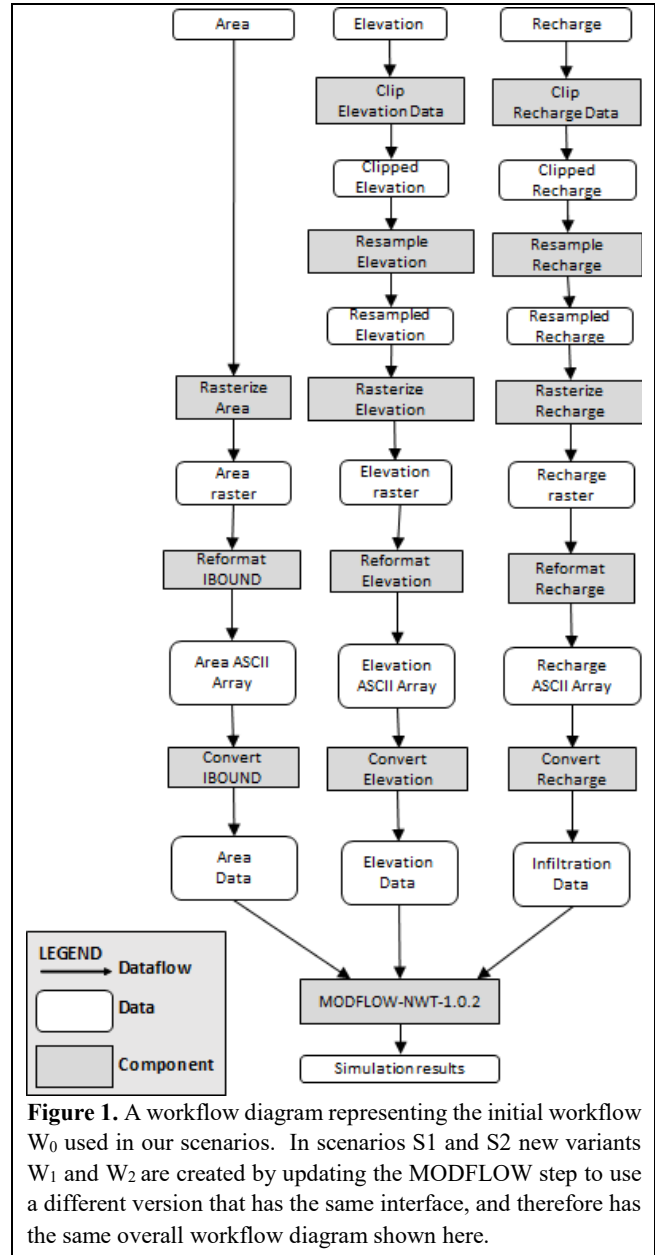 Area
Elevation
Recharge
Clip
Elevation Data
Clip
Recharge Data
Clipped
Elevation
Clipped
Recharge
Resample
Elevation
Resample
Recharge
Resampled
Elevation
Resampled
Recharge
Rasterize
Area
Rasterize
Elevation
Rasterize
Recharge
Area
raster
Elevation
raster
Recharge
raster
Reformat
IBOUND
Reformat
Elevation
Reformat
Recharge
Area ASCII
Array
Elevation
ASCII Array
Recharge
ASCII Array
Convert
IBOUND
Convert
Elevation
Convert
Recharge
Area
Data
Elevation
Data
Infiltration
Data
LEGEND
Dataflow
Data
Component
MODFLOW-NWT-1.0.2
Simulation results
Figure 1. A workflow diagram representing the initial workflow
W0 used in our scenarios. In scenarios S1 and S2 new variants
W1 and W2 are created by updating the MODFLOW step to use
a different version that has the same interface, and therefore has
the same overall workflow diagram shown here.